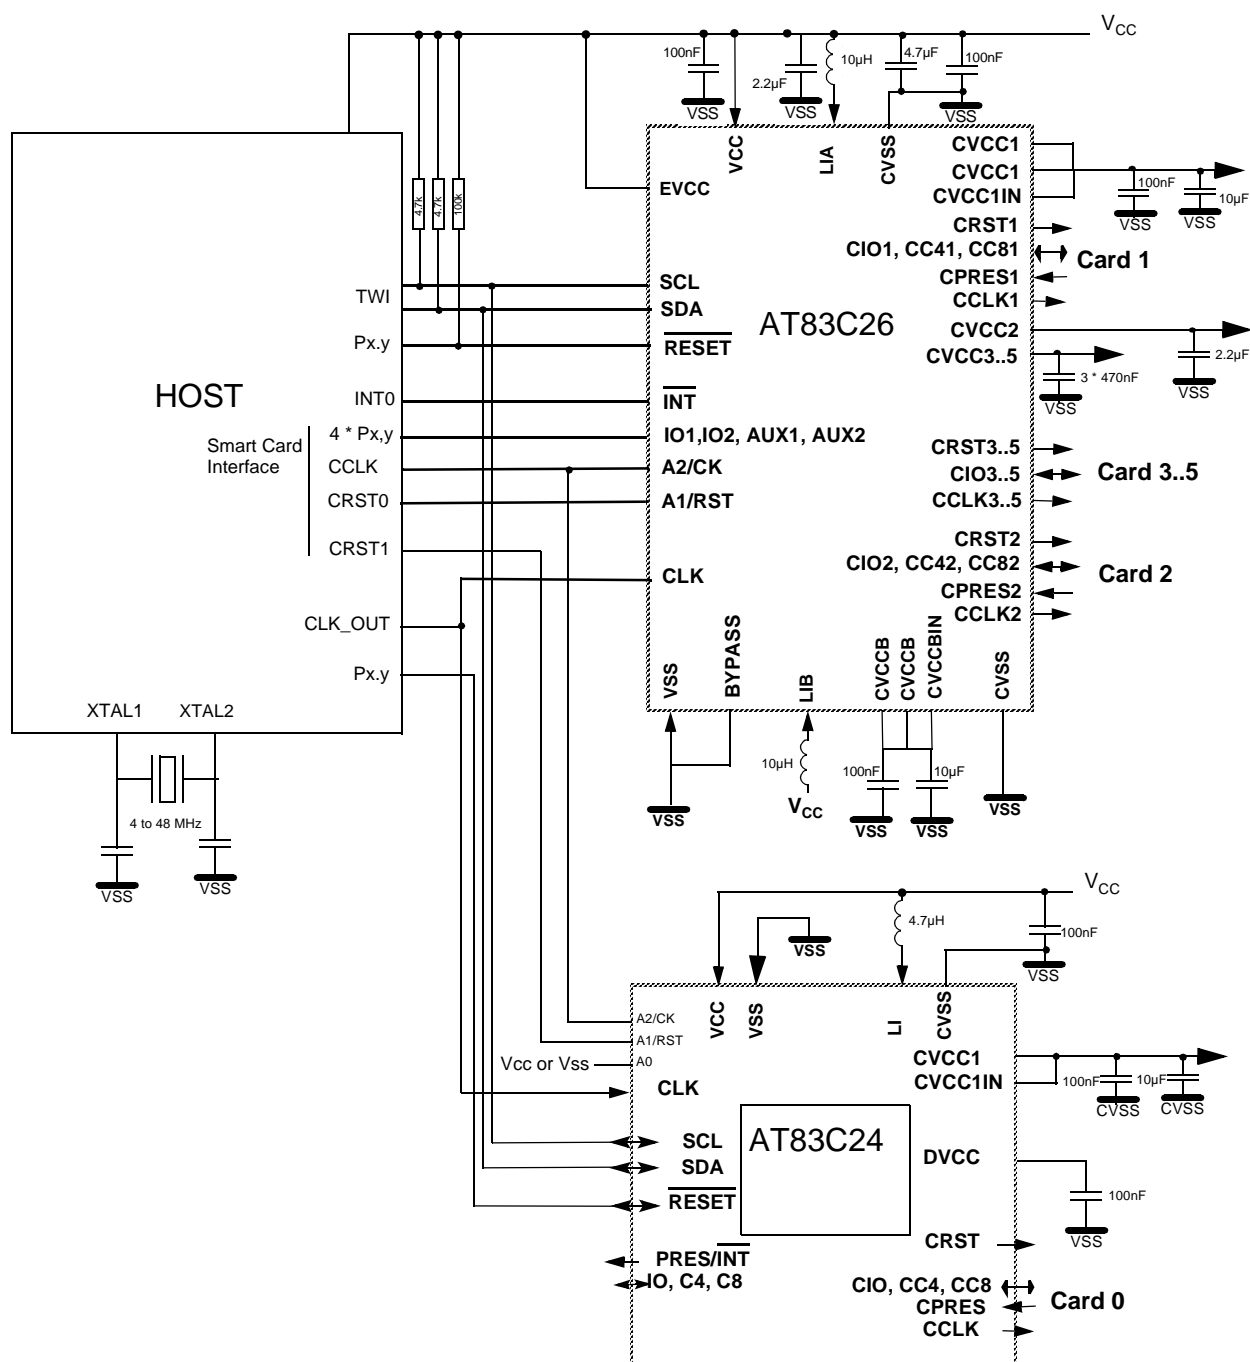 V_CC
100nF
2.2µF
10µH
4.7µF
100nF
VSS
VSS
VSS
VSS
VCC
LIA
CVSS
CVCC1
CVCC1
CVCC1IN
100nF
10µF
VSS
VSS
EVCC
4.7k
4.7k
100k
CRST1
CIO1, CC41, CC81
CPRES1
CCLK1
Card 1
TWI
SCL
SDA
AT83C26
Px.y
RESET
CVCC2
CVCC3..5
2.2µF
3 * 470nF
VSS
VSS
HOST
INT0
INT
Smart Card
Interface
4 * Px,y
IO1,IO2, AUX1, AUX2
CCLK
A2/CK
CRST0
A1/RST
CRST1
CRST3..5
CIO3..5
CCLK3..5
Card 3..5
CRST2
CIO2, CC42, CC82
CPRES2
CCLK2
Card 2
CLK
CLK_OUT
Px.y
VSS
BYPASS
LIB
CVCCB
CVCCB
CVCCBIN
CVSS
XTAL1
XTAL2
4 to 48 MHz
VSS
VSS
VSS
10µH
V_CC
100nF
10µF
VSS
VSS
VSS
V_CC
4.7µH
100nF
VSS
VSS
VCC
VSS
LI
CVSS
A2/CK
A1/RST
Vcc or Vss
A0
CLK
CVCC1
CVCC1IN
100nF
10µF
CVSS
CVSS
SCL
SDA
AT83C24
DVCC
RESET
100nF
VSS
PRES/INT
IO, C4, C8
CRST
CIO, CC4, CC8
CPRES
CCLK
Card 0